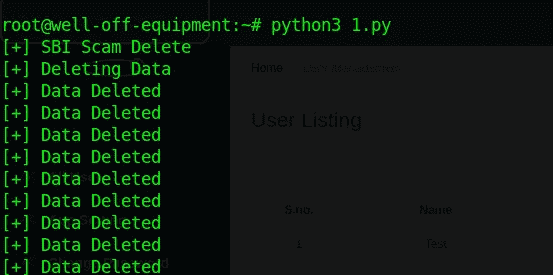 root@well-off-equipment:~# python3 1.py
[+] SBI Scam Delete
[+] Deleting Data
[+] Data Deleted
[+] Data Deleted
[+] Data Deleted
[+] Data Deleted
[+] Data Deleted
[+] Data Deleted
[+] Data Deleted
[+] Data Deleted
[+] Data Deleted
Home
User Listing
S.no. Name
1 Test